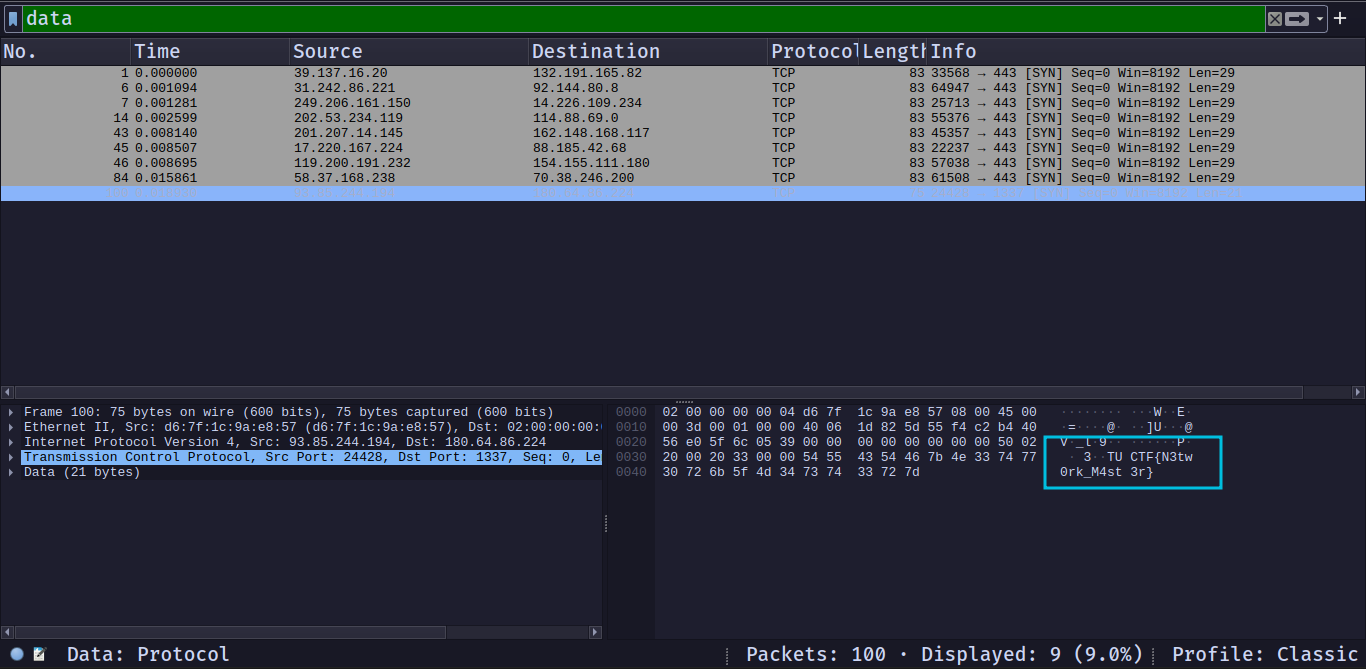 data
No. Time Source Destination Protocol Length Info
1 0.000000 39.137.16.20 132.191.165.82 TCP 83 33568 → 443 [SYN] Seq=0 Win=8192 Len=29
6 0.001094 31.242.86.221 92.144.80.8 TCP 83 64947 → 443 [SYN] Seq=0 Win=8192 Len=29
7 0.001281 249.206.161.150 14.226.109.234 TCP 83 25713 → 443 [SYN] Seq=0 Win=8192 Len=29
14 0.002599 202.53.234.119 114.88.69.0 TCP 83 55376 → 443 [SYN] Seq=0 Win=8192 Len=29
43 0.008140 201.207.14.145 162.148.168.117 TCP 83 45357 → 443 [SYN] Seq=0 Win=8192 Len=29
45 0.008507 17.220.167.224 88.185.42.68 TCP 83 22237 → 443 [SYN] Seq=0 Win=8192 Len=29
46 0.008695 119.200.191.232 154.155.111.180 TCP 83 57038 → 443 [SYN] Seq=0 Win=8192 Len=29
84 0.015861 58.37.168.238 70.38.246.200 TCP 83 61508 → 443 [SYN] Seq=0 Win=8192 Len=29
Frame 100: 75 bytes on wire (600 bits), 75 bytes captured (600 bits)
Ethernet II, Src: d6:7f:1c:9a:e8:57 (d6:7f:1c:9a:e8:57), Dst: 02:00:00:00:0
Internet Protocol Version 4, Src: 93.85.244.194, Dst: 180.64.86.224
Transmission Control Protocol, Src Port: 24428, Dst Port: 1337, Seq: 0, Le
Data (21 bytes)
0000 02 00 00 00 00 04 d6 7f 1c 9a e8 57 08 00 45 00 ········ ···W··E·
0010 00 3d 00 01 00 00 40 06 1d 82 5d 55 f4 c2 b4 40 ·=····@· ··]U···@
0020 56 e0 5f 6c 05 39 00 00 00 00 00 00 00 00 50 02 V·_l·9·· ······P·
0030 20 00 20 33 00 00 54 55 43 54 46 7b 4e 33 74 77 · 3··TU CTF{N3tw
0040 30 72 6b 5f 4d 34 73 74 33 72 7d 0rk_M4st 3r}
Data: Protocol Packets: 100 · Displayed: 9 (9.0%) Profile: Classic